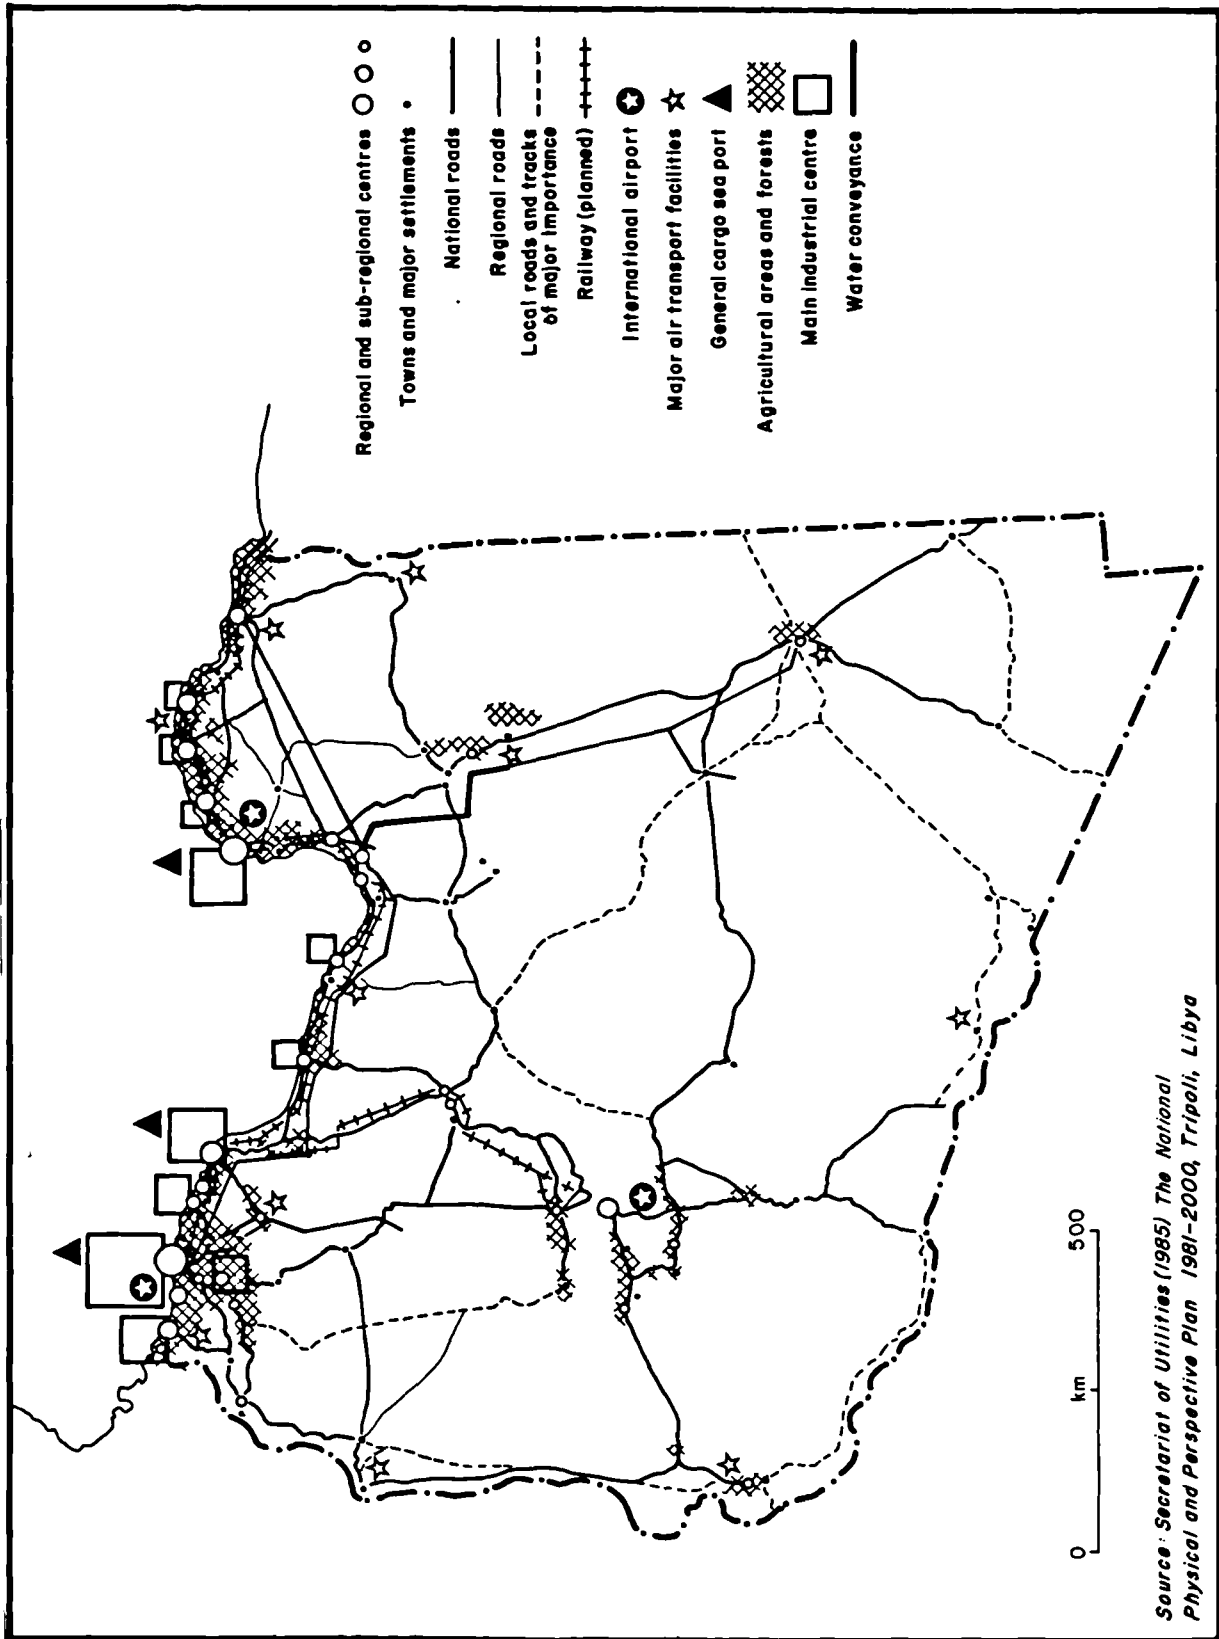 Regional and sub-regional centres
Towns and major settlements
National roads
Regional roads
Local roads and tracks
of major importance
Railway (planned)
International airport
Major air transport facilities
General cargo sea port
Agricultural areas and forests
Main industrial centre
Water conveyance
0 km 500
Source: Secretariat of Utilities (1985) The National
Physical and Perspective Plan 1981-2000, Tripoli, Libya